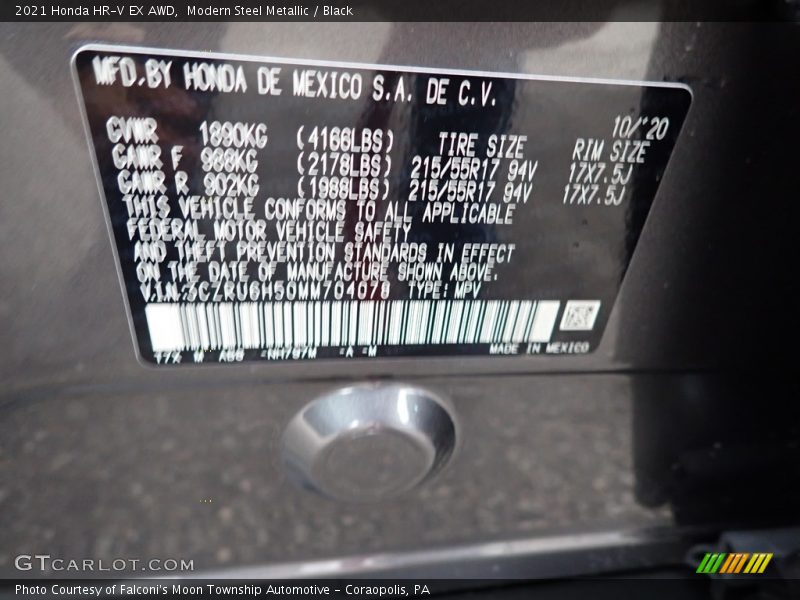 2021 Honda HR-V EX AWD, Modern Steel Metallic / Black
MFD.BY HONDA DE MEXICO S.A. DE C.V.
10/'20
GVWR 1890KG (4166LBS) TIRE SIZE RIM SIZE
GAWR F 988KG (2178LBS) 215/55R17 94V 17X7.5J
GAWR R 902KG (1988LBS) 215/55R17 94V 17X7.5J
THIS VEHICLE CONFORMS TO ALL APPLICABLE
FEDERAL MOTOR VEHICLE SAFETY
AND THEFT PREVENTION STANDARDS IN EFFECT
ON THE DATE OF MANUFACTURE SHOWN ABOVE.
VIN:3CZRU6H50MM704078 TYPE:MPV
NH797M MADE IN MEXICO
GTCARLOT.COM
Photo Courtesy of Falconi's Moon Township Automotive - Coraopolis, PA